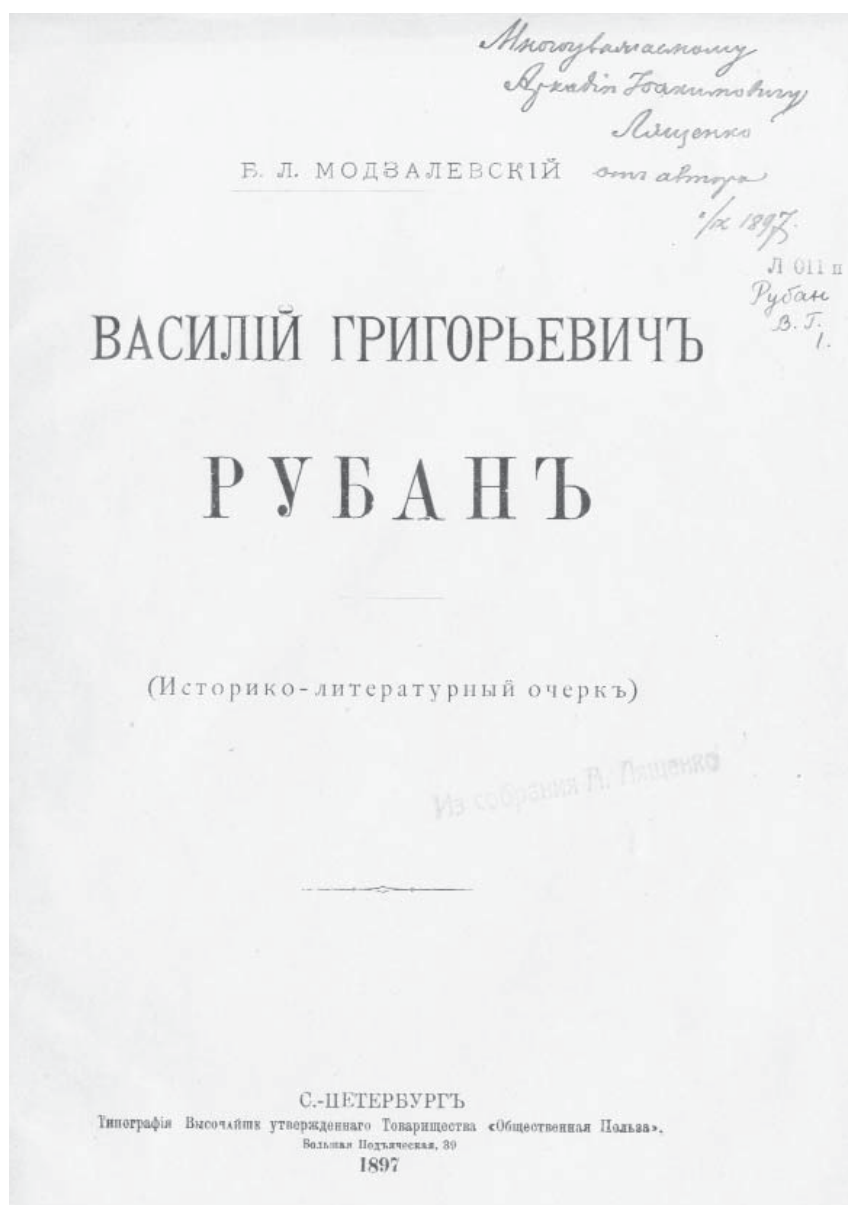 Многоуважаемому
Аркадію Іоакимовичу
Лященко
отъ автора
/IX 1897.
Б. Л. МОДЗАЛЕВСКІЙ
Л 011 п
Рубан
В. Г.
1.
ВАСИЛІЙ ГРИГОРЬЕВИЧЪ
РУБАНЪ
(Историко-литературный очеркъ)
Из собрания А. Лященко
С.-ПЕТЕРБУРГЪ
Типографія Высочайше утвержденнаго Товарищества «Общественная Польза».
Большая Подъяческая, 39
1897